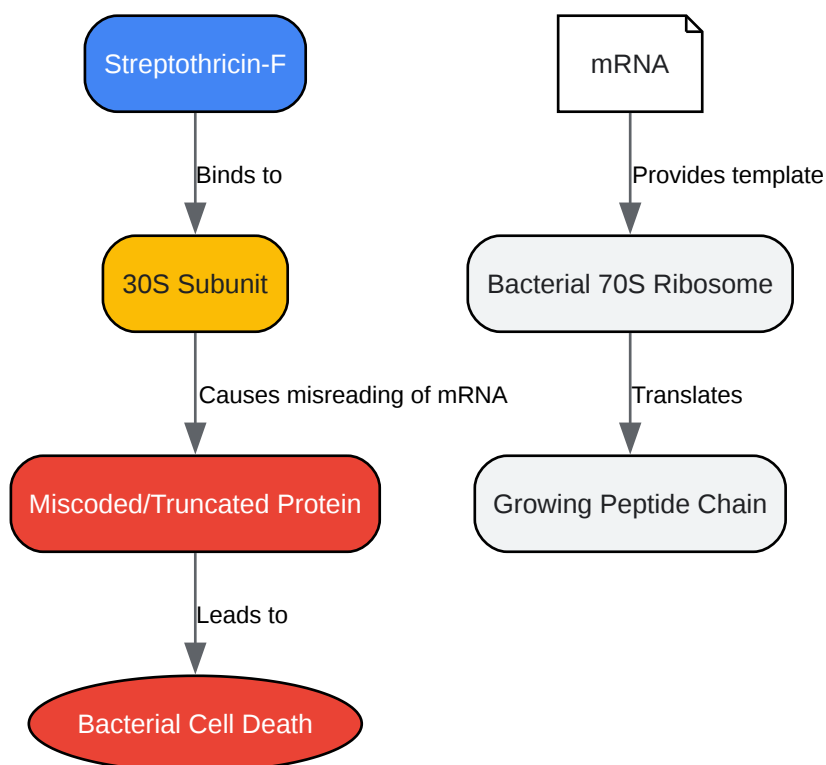 Streptothricin-F
mRNA
Binds to
Provides template
30S Subunit
Bacterial 70S Ribosome
Causes misreading of mRNA
Translates
Miscoded/Truncated Protein
Growing Peptide Chain
Leads to
Bacterial Cell Death